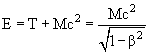 E = T + Mc² = Mc² / √(1−β²)